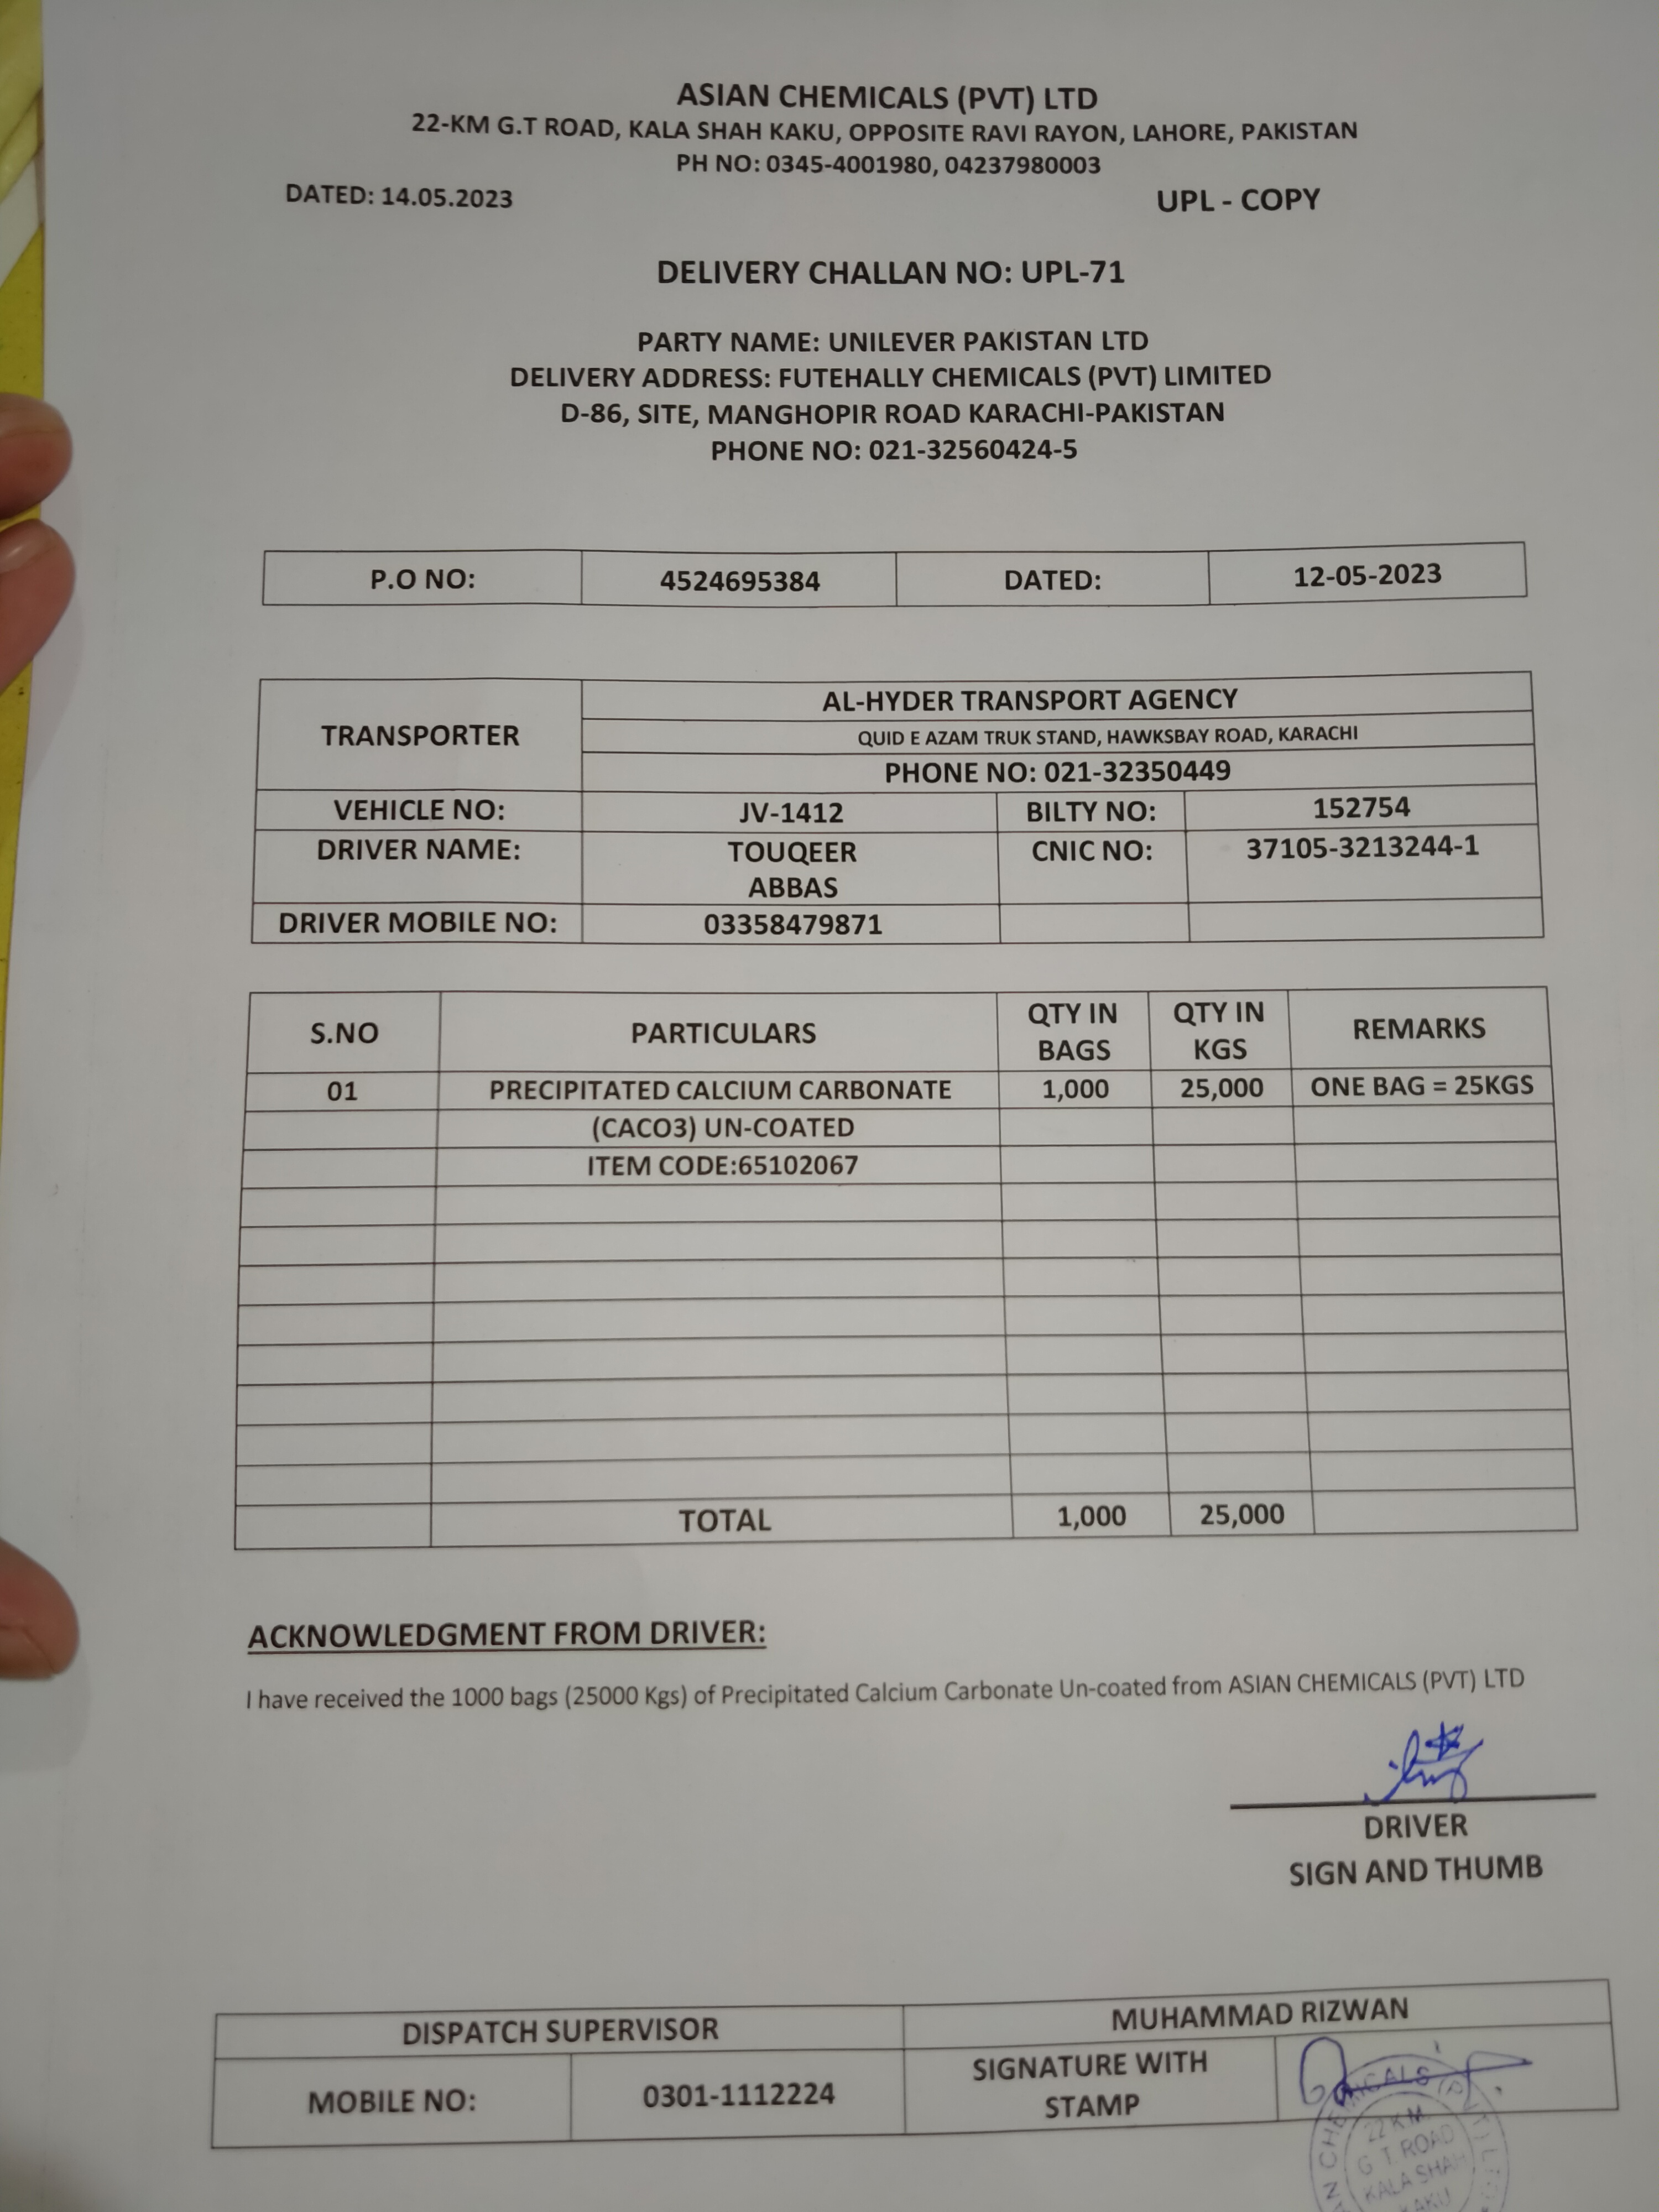 ASIAN CHEMICALS (PVT) LTD
22-KM G.T ROAD, KALA SHAH KAKU, OPPOSITE RAVI RAYON, LAHORE, PAKISTAN
PH NO: 0345-4001980, 04237980003
DATED: 14.05.2023 UPL - COPY
DELIVERY CHALLAN NO: UPL-71
PARTY NAME: UNILEVER PAKISTAN LTD
DELIVERY ADDRESS: FUTEHALLY CHEMICALS (PVT) LIMITED
D-86, SITE, MANGHOPIR ROAD KARACHI-PAKISTAN
PHONE NO: 021-32560424-5
P.O NO: 4524695384 DATED: 12-05-2023
TRANSPORTER
AL-HYDER TRANSPORT AGENCY
QUID E AZAM TRUK STAND, HAWKSBAY ROAD, KARACHI
PHONE NO: 021-32350449
VEHICLE NO: JV-1412 BILTY NO: 152754
DRIVER NAME: TOUQEER CNIC NO: 37105-3213244-1
ABBAS
DRIVER MOBILE NO: 03358479871
S.NO PARTICULARS QTY IN BAGS QTY IN KGS REMARKS
01 PRECIPITATED CALCIUM CARBONATE 1,000 25,000 ONE BAG = 25KGS
(CACO3) UN-COATED
ITEM CODE:65102067
TOTAL 1,000 25,000
ACKNOWLEDGMENT FROM DRIVER:
I have received the 1000 bags (25000 Kgs) of Precipitated Calcium Carbonate Un-coated from ASIAN CHEMICALS (PVT) LTD
DRIVER
SIGN AND THUMB
DISPATCH SUPERVISOR MUHAMMAD RIZWAN
MOBILE NO: 0301-1112224 SIGNATURE WITH STAMP
22 K.M.
G T. ROAD
KALA SHAH
KAKU